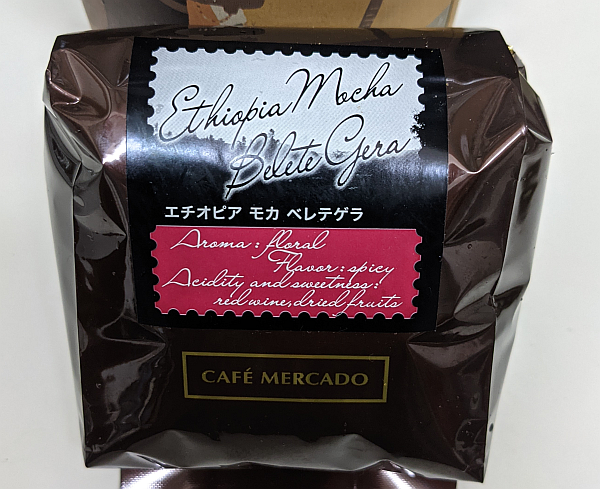 Ethiopia Mocha
Belete Gera
エチオピア モカ ベレテゲラ
Aroma : floral
Flavor : spicy
Acidity and sweetness :
red wine, dried fruits
CAFÉ MERCADO